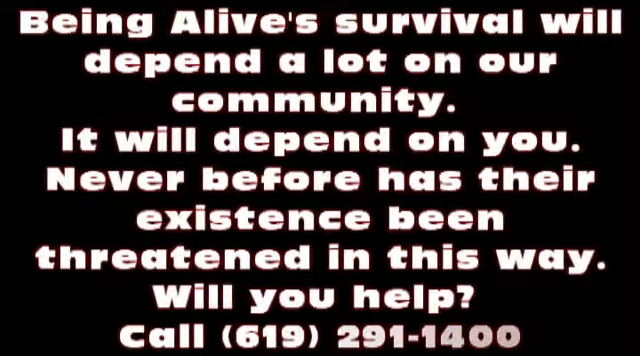 Being Alive's survival will
depend a lot on our
community.
It will depend on you.
Never before has their
existence been
threatened in this way.
Will you help?
Call (619) 291-1400